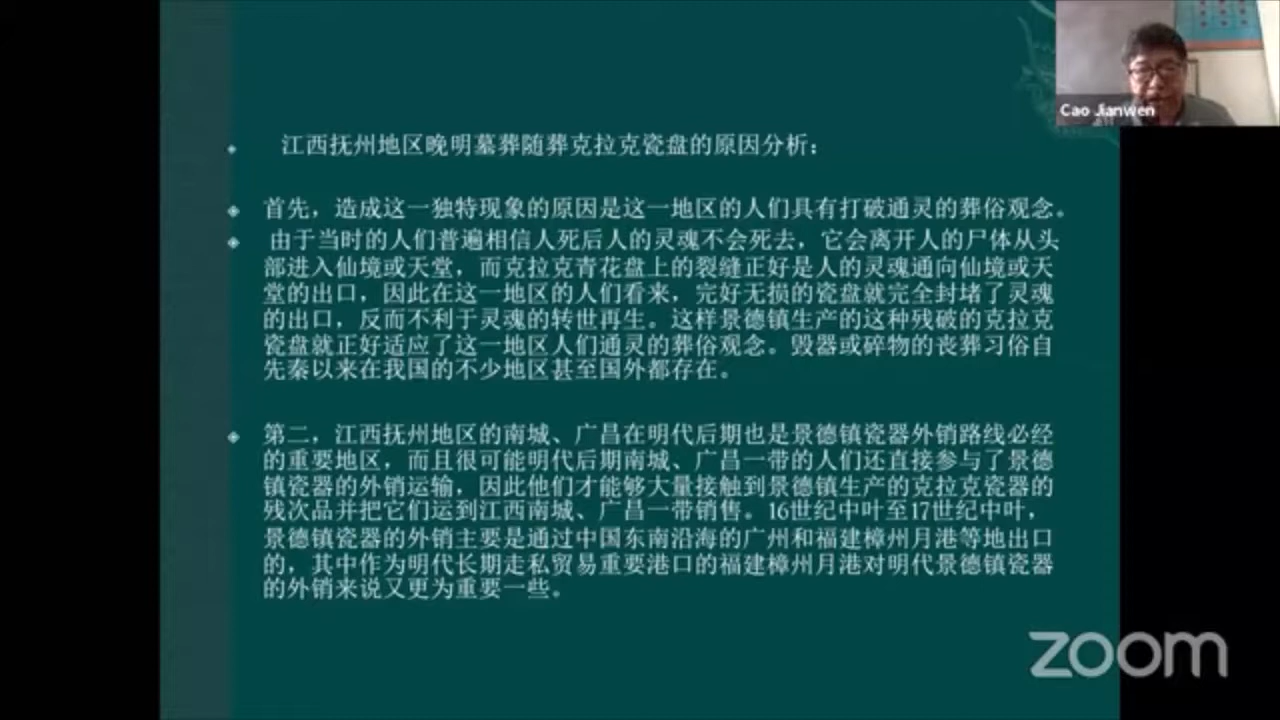 Cao Jianwen
江西抚州地区晚明墓葬随葬克拉克瓷盘的原因分析：
首先，造成这一独特现象的原因是这一地区的人们具有打破通灵的葬俗观念。
由于当时的人们普遍相信人死后人的灵魂不会死去，它会离开人的尸体从头
部进入仙境或天堂，而克拉克青花盘上的裂缝正好是人的灵魂通向仙境或天
堂的出口，因此在这一地区的人们看来，完好无损的瓷盘就完全封堵了灵魂
的出口，反而不利于灵魂的转世再生。这样景德镇生产的这种残破的克拉克
瓷盘就正好适应了这一地区人们通灵的葬俗观念。毁器或碎物的丧葬习俗自
先秦以来在我国的不少地区甚至国外都存在。
第二，江西抚州地区的南城、广昌在明代后期也是景德镇瓷器外销路线必经
的重要地区，而且很可能明代后期南城、广昌一带的人们还直接参与了景德
镇瓷器的外销运输，因此他们才能够大量接触到景德镇生产的克拉克瓷器的
残次品并把它们运到江西南城、广昌一带销售。16世纪中叶至17世纪中叶，
景德镇瓷器的外销主要是通过中国东南沿海的广州和福建樟州月港等地出口
的，其中作为明代长期走私贸易重要港口的福建樟州月港对明代景德镇瓷器
的外销来说又更为重要一些。
zoom